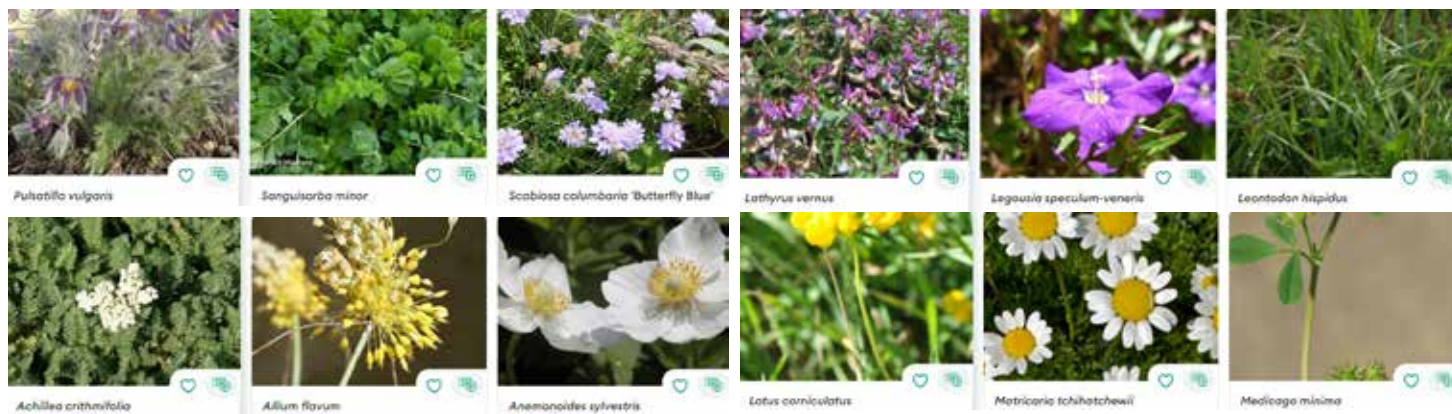 Pulsatilla vulgaris
Sanguisorba minor
Scabiosa columbaria 'Butterfly Blue'
Lathyrus vernus
Legousia speculum-veneris
Leontodon hispidus
Achillea crithmifolia
Allium flavum
Anemonoides sylvestris
Lotus corniculatus
Matricaria tchihatchewii
Medicago minima